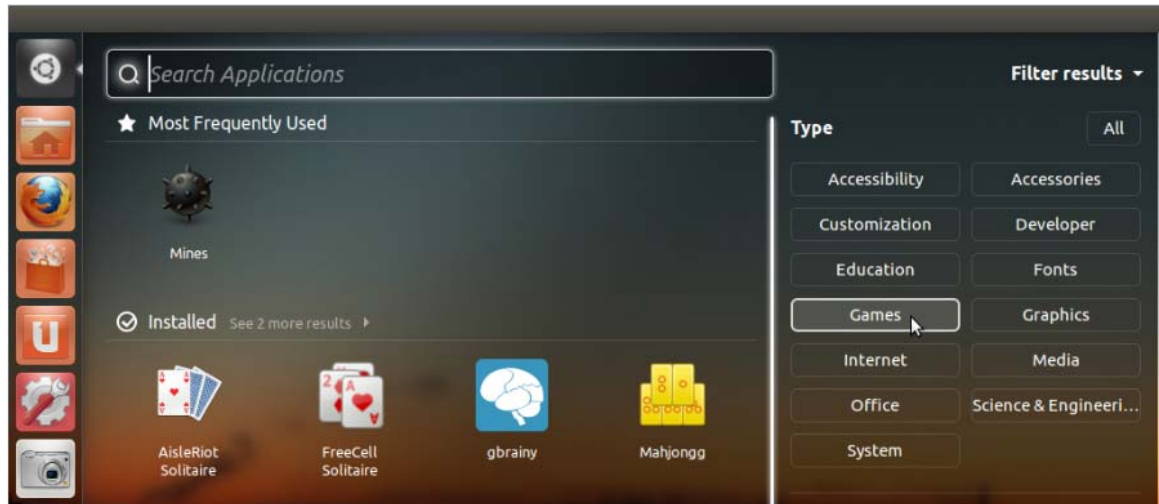 Search Applications
Filter results
Most Frequently Used
Mines
Installed See 2 more results
AisleRiot
Solitaire
FreeCell
Solitaire
gbrainy
Mahjongg
Type
All
Accessibility
Accessories
Customization
Developer
Education
Fonts
Games
Graphics
Internet
Media
Office
Science & Engineeri...
System